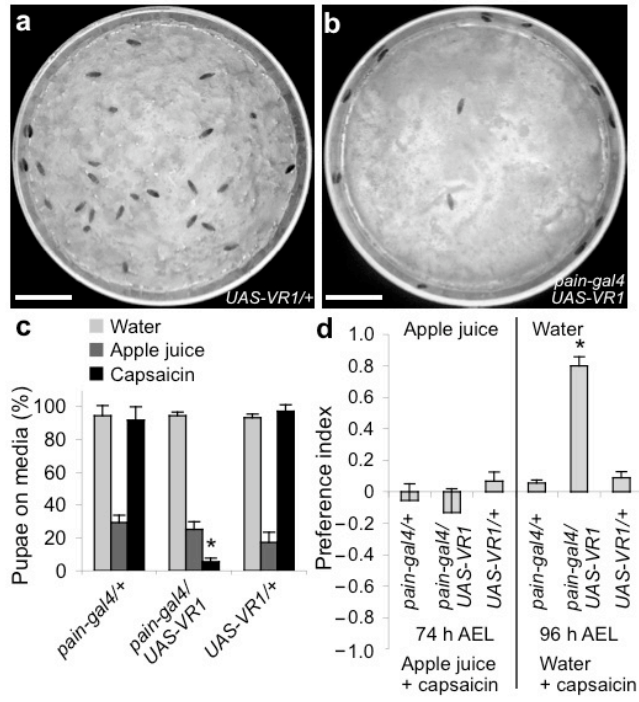 a
UAS-VR1/+
b
pain-gal4
UAS-VR1
c
Water
Apple juice
Capsaicin
Pupae on media (%)
100
80
60
40
20
0
pain-gal4/+
pain-gal4/
UAS-VR1
UAS-VR1/+
*
d
Apple juice
Water
Preference index
1.0
0.8
0.6
0.4
0.2
0
−0.2
−0.4
−0.6
−0.8
−1.0
*
pain-gal4/+
pain-gal4/
UAS-VR1
UAS-VR1/+
pain-gal4/+
pain-gal4/
UAS-VR1
UAS-VR1/+
74 h AEL
96 h AEL
Apple juice
+ capsaicin
Water
+ capsaicin